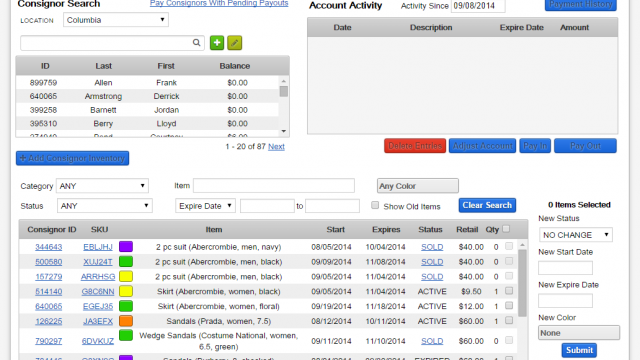 Consignor Search
Pay Consignors With Pending Payouts
LOCATION Columbia
ID Last First Balance
899759 Allen Frank $0.00
640065 Armstrong Derrick $0.00
399258 Barnett Jordan $0.00
395310 Berry Lloyd $0.00
1 - 20 of 87 Next
+ Add Consignor Inventory
Account Activity Activity Since 09/08/2014 Payment History
Date Description Expire Date Amount
Delete Entries Adjust Account Pay In Pay Out
Category ANY Item Any Color
Status ANY Expire Date to Show Old Items Clear Search
Consignor ID SKU Item Start Expires Status Retail Qty
344643 EBLJHJ 2 pc suit (Abercrombie, men, navy) 08/05/2014 10/04/2014 SOLD $40.00 0
500580 XUJ24T 2 pc suit (Abercrombie, men, black) 09/09/2014 11/08/2014 SOLD $40.00 0
157279 ARRHSG 2 pc suit (Abercrombie, men, black) 09/05/2014 11/04/2014 SOLD $40.00 0
514140 G8C6NN Skirt (Abercrombie, women, black) 09/05/2014 11/04/2014 ACTIVE $9.50 1
640065 EGEJ35 Skirt (Abercrombie, women, floral) 09/19/2014 11/18/2014 ACTIVE $12.00 1
126225 JA3EFX Sandals (Prada, women, 7.5) 08/12/2014 10/11/2014 ACTIVE $60.00 1
790297 6DVKUZ Wedge Sandals (Costume National, women, 6.5, green) 09/11/2014 11/10/2014 SOLD $60.00 0
0 Items Selected
New Status
NO CHANGE
New Start Date
New Expire Date
New Color
None
Submit